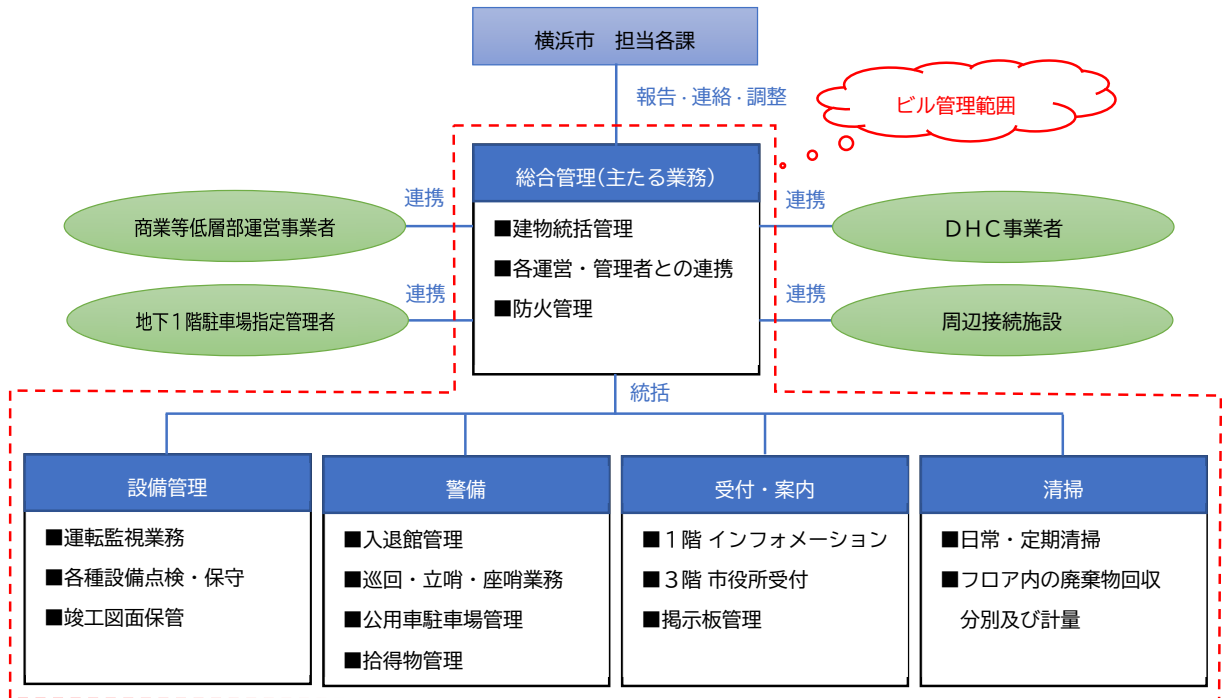 横浜市　担当各課
報告・連絡・調整
ビル管理範囲
総合管理(主たる業務)
■建物統括管理
■各運営・管理者との連携
■防火管理
連携
商業等低層部運営事業者
連携
地下１階駐車場指定管理者
連携
ＤＨＣ事業者
連携
周辺接続施設
統括
設備管理
■運転監視業務
■各種設備点検・保守
■竣工図面保管
警備
■入退館管理
■巡回・立哨・座哨業務
■公用車駐車場管理
■拾得物管理
受付・案内
■１階 インフォメーション
■３階 市役所受付
■掲示板管理
清掃
■日常・定期清掃
■フロア内の廃棄物回収
分別及び計量